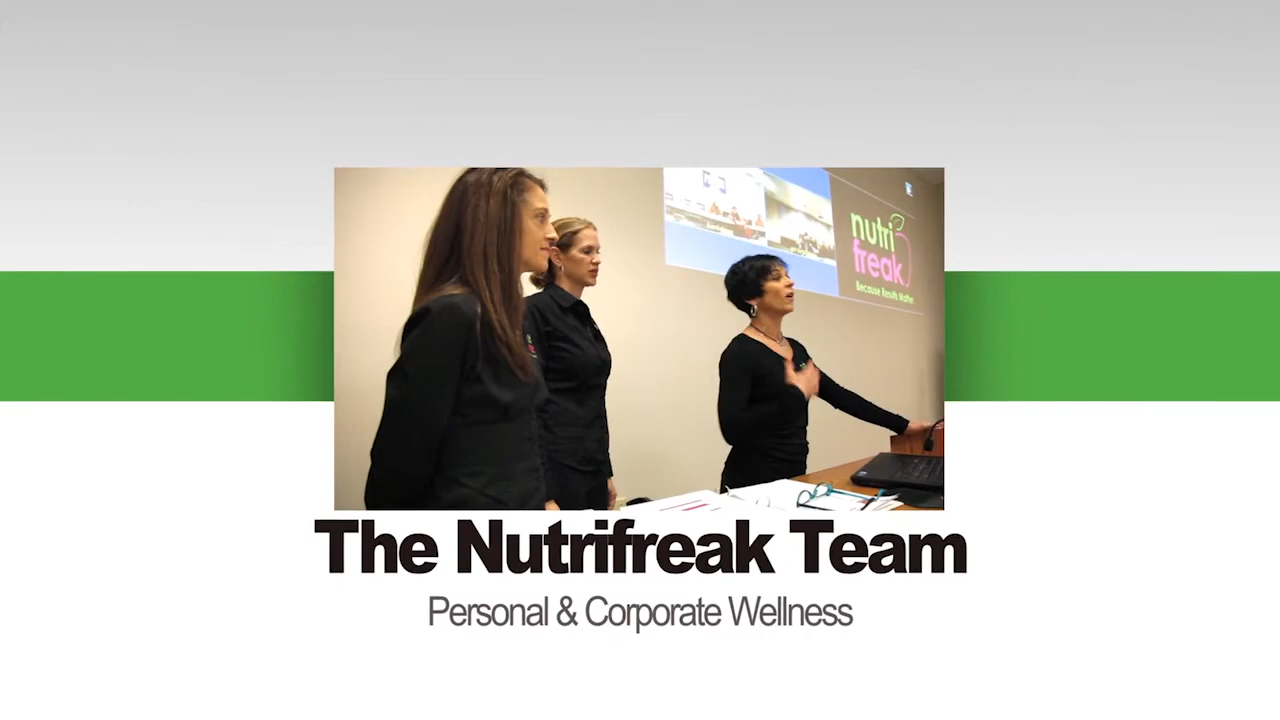 nutri
freak
Because Results Matter.
The Nutrifreak Team
Personal & Corporate Wellness